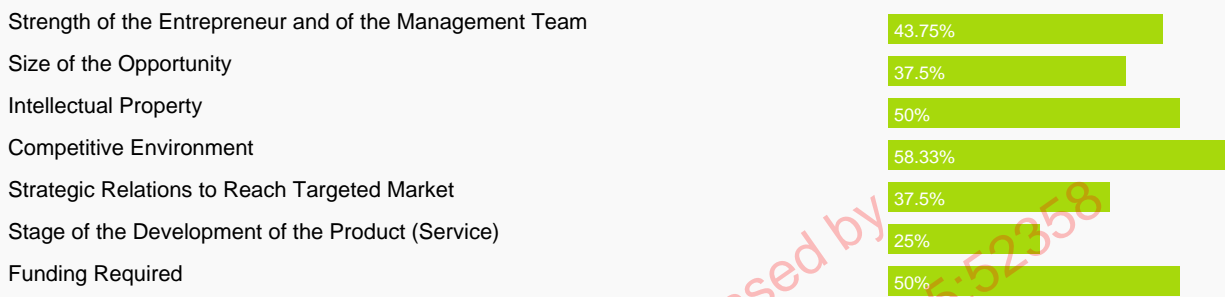 Strength of the Entrepreneur and of the Management Team 43.75%
Size of the Opportunity 37.5%
Intellectual Property 50%
Competitive Environment 58.33%
Strategic Relations to Reach Targeted Market 37.5%
Stage of the Development of the Product (Service) 25%
Funding Required 50%
by
52358